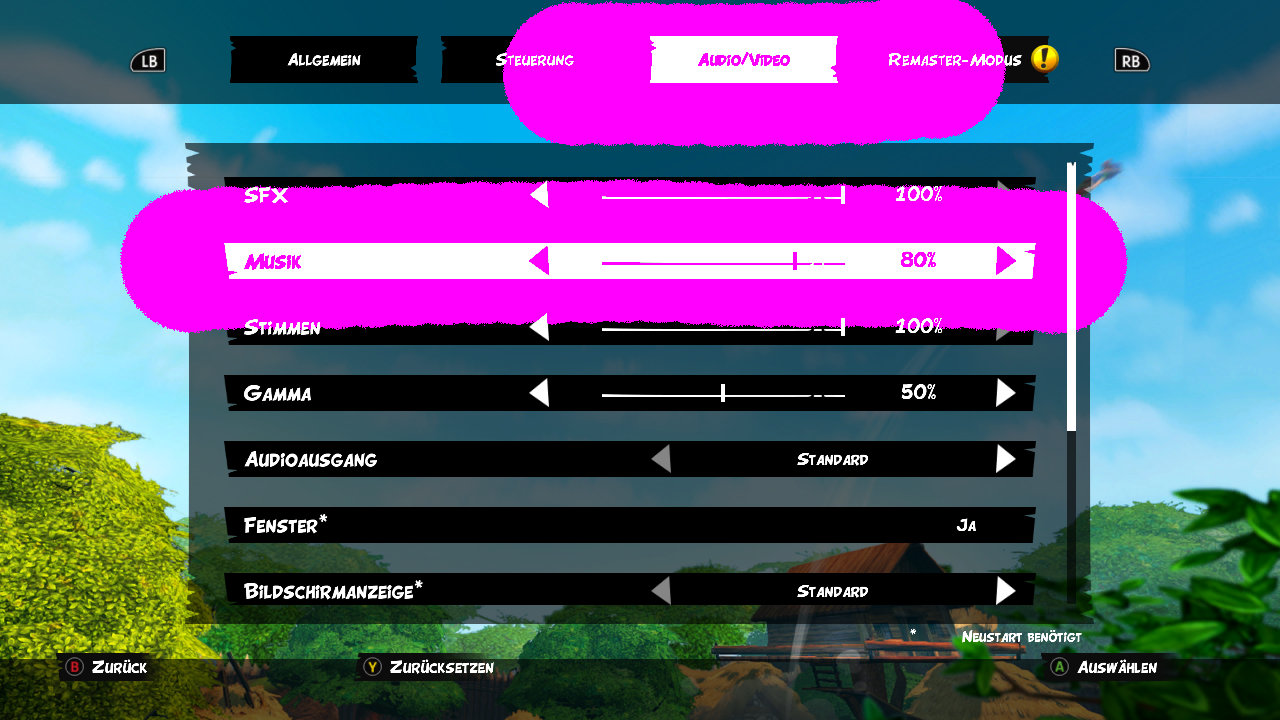 LB Allgemein Steuerung Audio/Video Remaster-Modus ! RB
SFX 100%
Musik 80%
Stimmen 100%
Gamma 50%
Audioausgang Standard
Fenster* Ja
Bildschirmanzeige* Standard
* Neustart benötigt
B Zurück Y Zurücksetzen A Auswählen